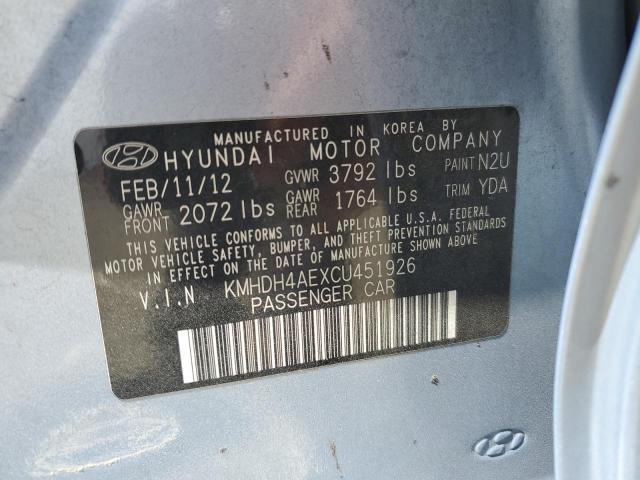 MANUFACTURED IN KOREA BY
HYUNDAI MOTOR COMPANY
FEB/11/12 GVWR 3792 lbs PAINT N2U
GAWR FRONT 2072 lbs GAWR REAR 1764 lbs TRIM YDA
THIS VEHICLE CONFORMS TO ALL APPLICABLE U.S.A. FEDERAL
MOTOR VEHICLE SAFETY, BUMPER, AND THEFT PREVENTION
STANDARDS IN EFFECT ON THE DATE OF MANUFACTURE SHOWN ABOVE.
V.I.N KMHDH4AEXCU451926
PASSENGER CAR